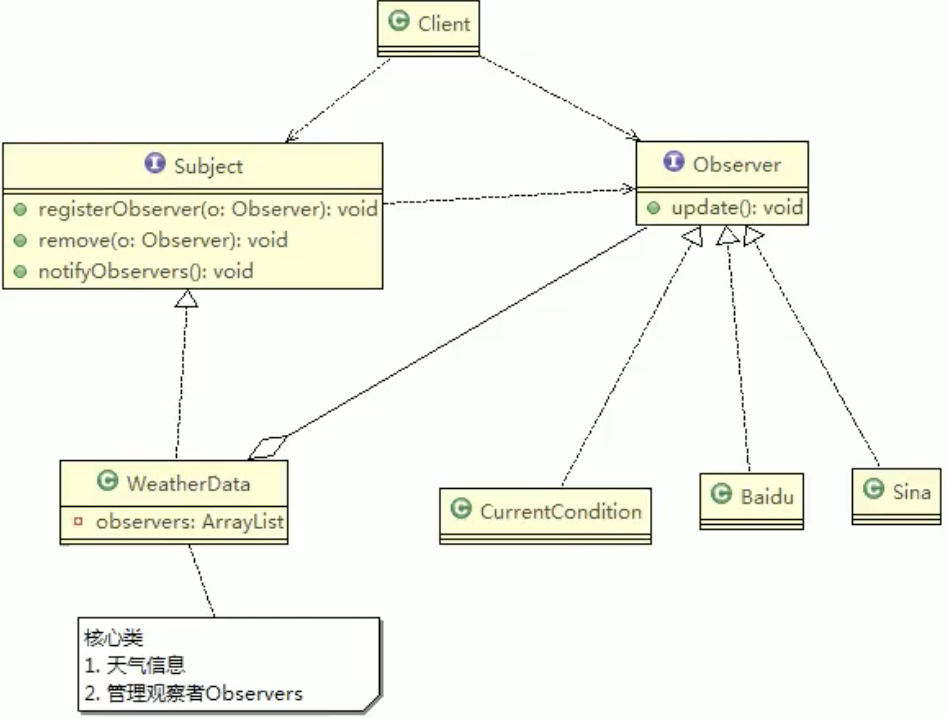 Client
Subject
registerObserver(o: Observer): void
remove(o: Observer): void
notifyObservers(): void
Observer
update(): void
WeatherData
observers: ArrayList
CurrentCondition
Baidu
Sina
核心类
1. 天气信息
2. 管理观察者Observers